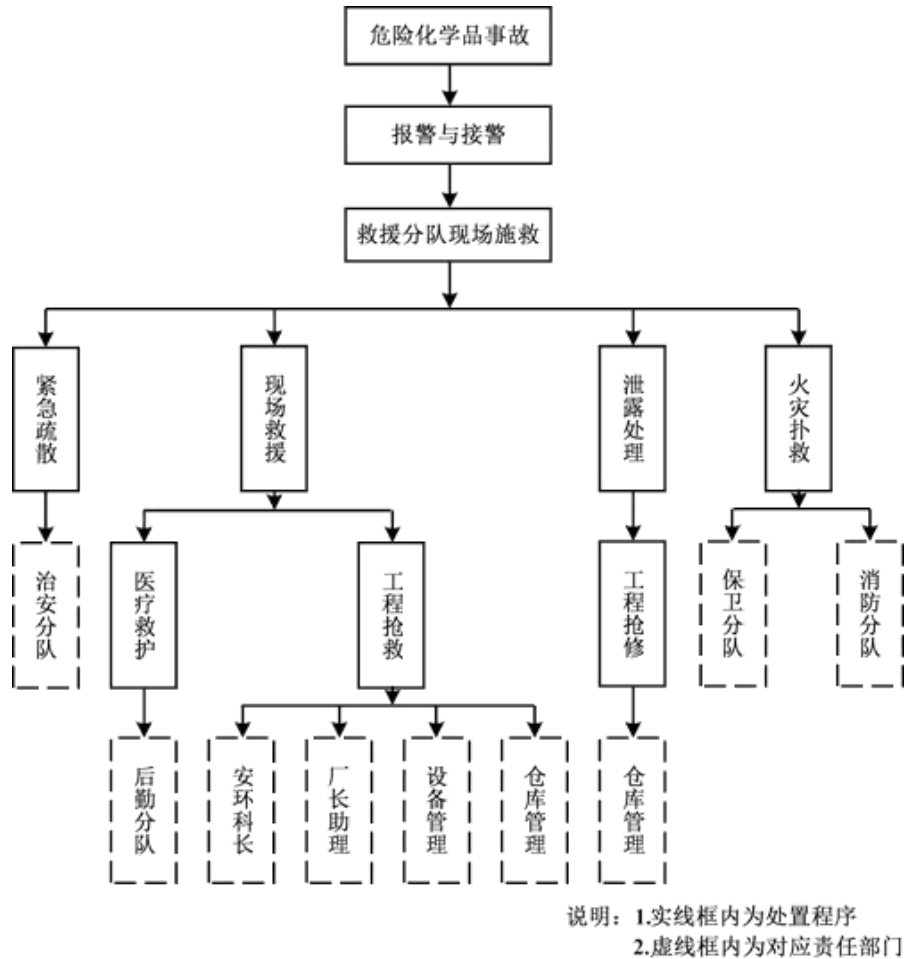 危险化学品事故
报警与接警
救援分队现场施救
紧急疏散
现场救援
泄露处理
火灾扑救
治安分队
医疗救护
工程抢救
工程抢修
保卫分队
消防分队
后勤分队
安环科长
厂长助理
设备管理
仓库管理
仓库管理
说明：1.实线框内为处置程序
2.虚线框内为对应责任部门